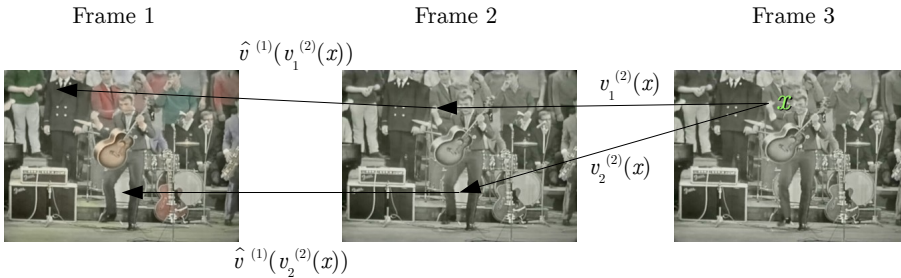 Frame 1
Frame 2
Frame 3
v̂ ⁽¹⁾(v₁⁽²⁾(x))
v₁⁽²⁾(x)
x
v₂⁽²⁾(x)
v̂ ⁽¹⁾(v₂⁽²⁾(x))